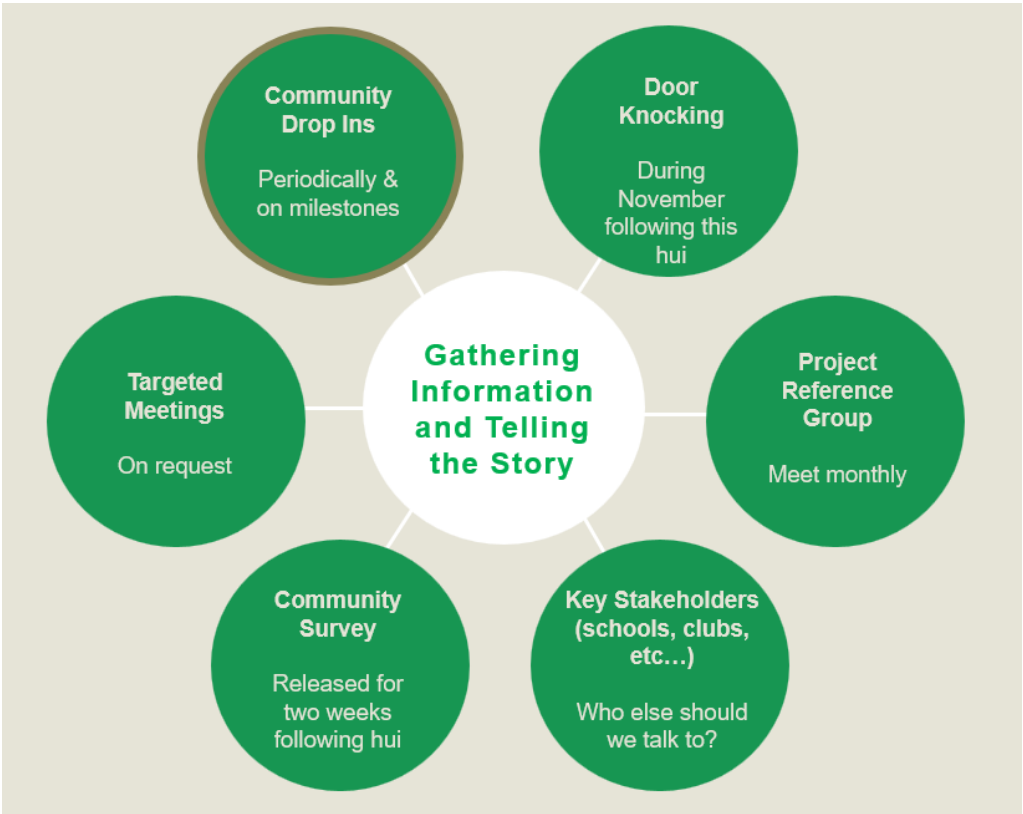 Community
Drop Ins
Periodically &
on milestones
Door
Knocking
During
November
following this
hui
Targeted
Meetings
On request
Gathering
Information
and Telling
the Story
Project
Reference
Group
Meet monthly
Community
Survey
Released for
two weeks
following hui
Key Stakeholders
(schools, clubs,
etc…)
Who else should
we talk to?